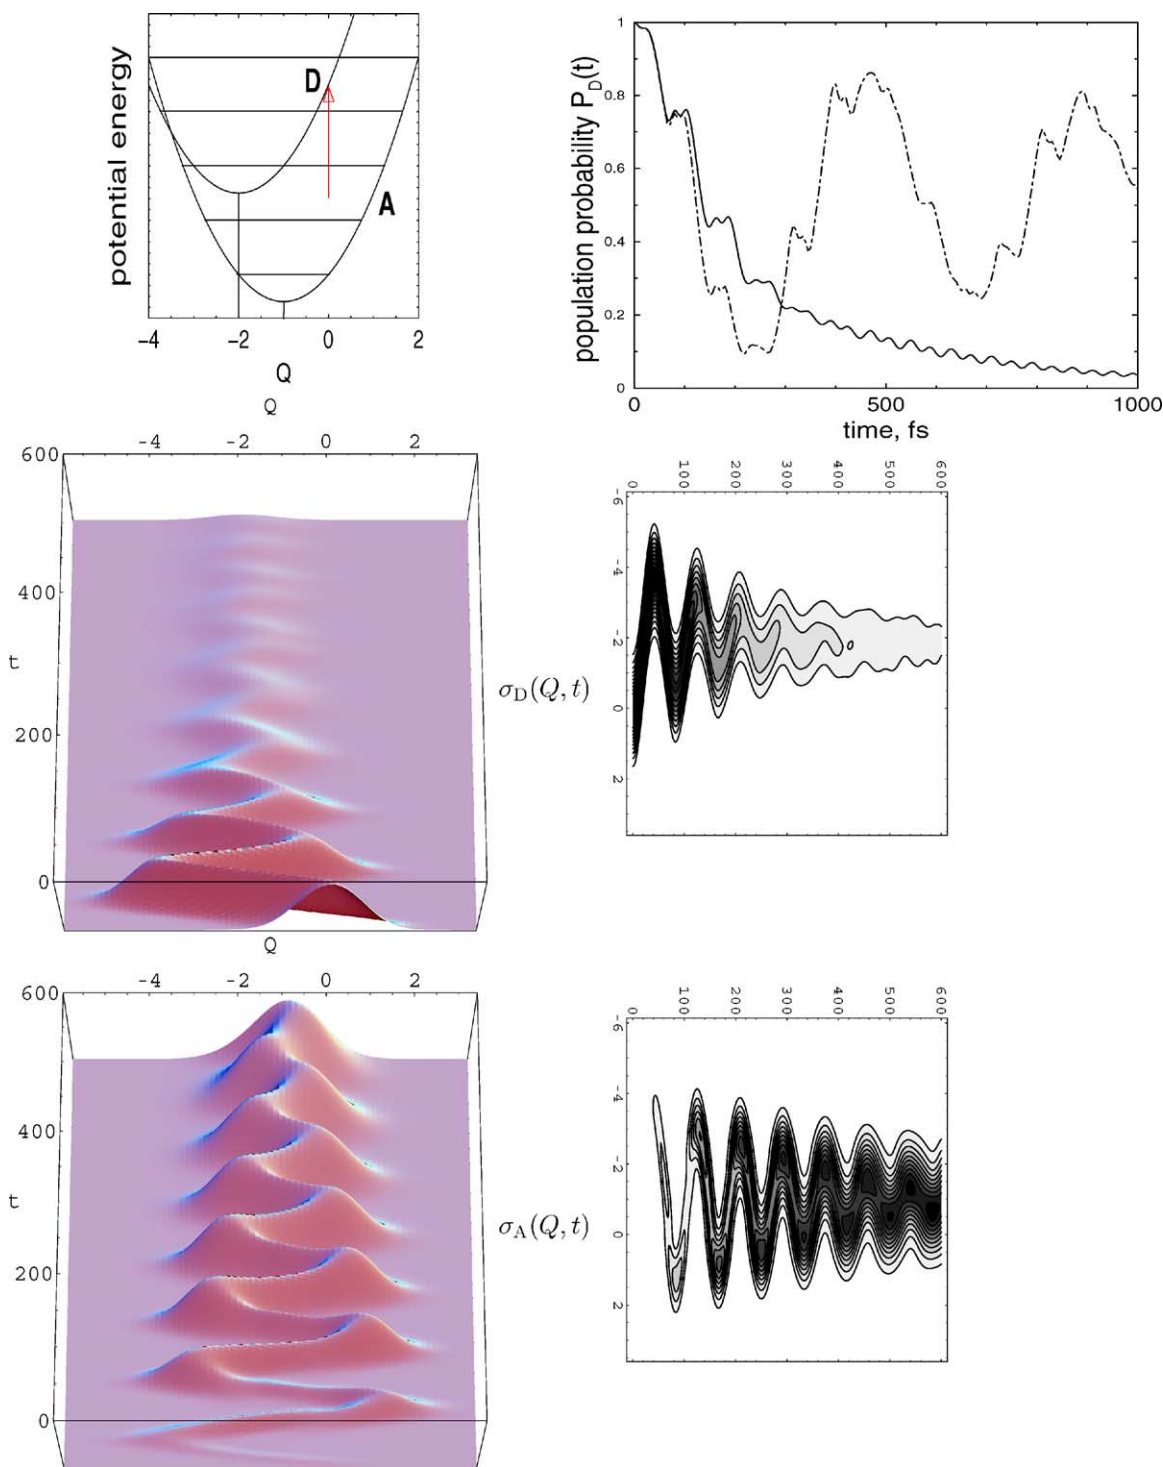 potential energy
D
A
-4 -2 0 2
Q
population probability P_D(t)
1
0.8
0.6
0.4
0.2
0
0 500 1000
time, fs
Q
-4 -2 0 2
600
400
t
200
0
σ_D(Q, t)
0 100 200 300 400 500 600
-6
-4
-2
0
2
Q
-4 -2 0 2
600
400
t
200
0
σ_A(Q, t)
0 100 200 300 400 500 600
-6
-4
-2
0
2